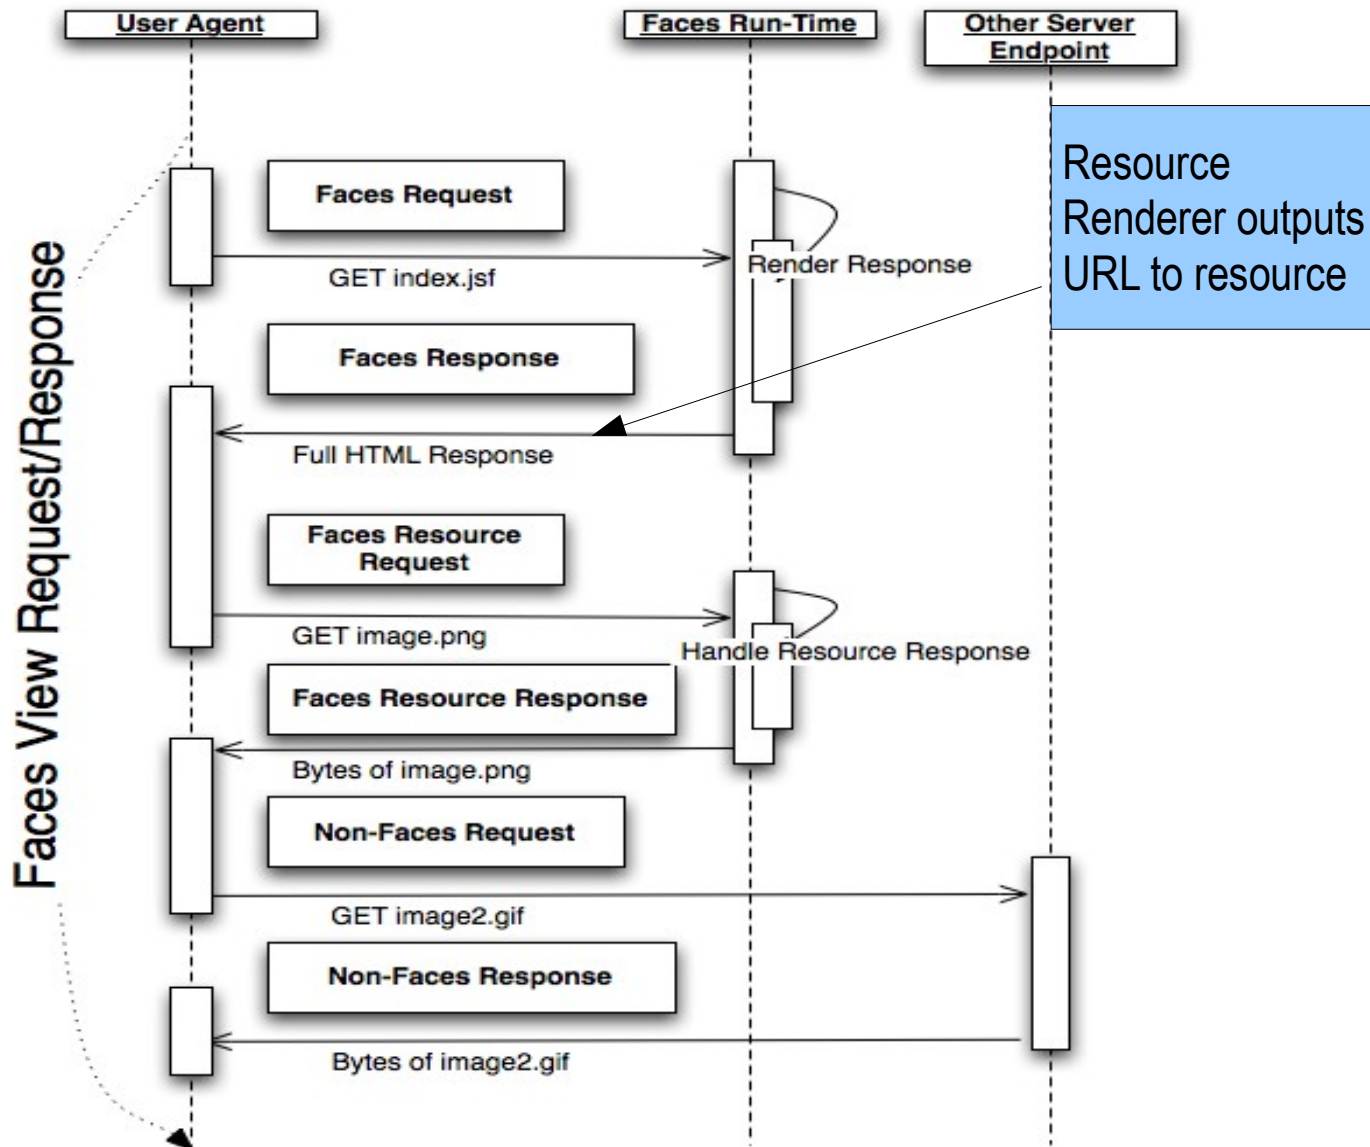 User Agent
Faces Run-Time
Other Server
Endpoint
Resource
Renderer outputs
URL to resource
Faces View Request/Response
Faces Request
GET index.jsf
Render Response
Faces Response
Full HTML Response
Faces Resource
Request
GET image.png
Handle Resource Response
Faces Resource Response
Bytes of image.png
Non-Faces Request
GET image2.gif
Non-Faces Response
Bytes of image2.gif